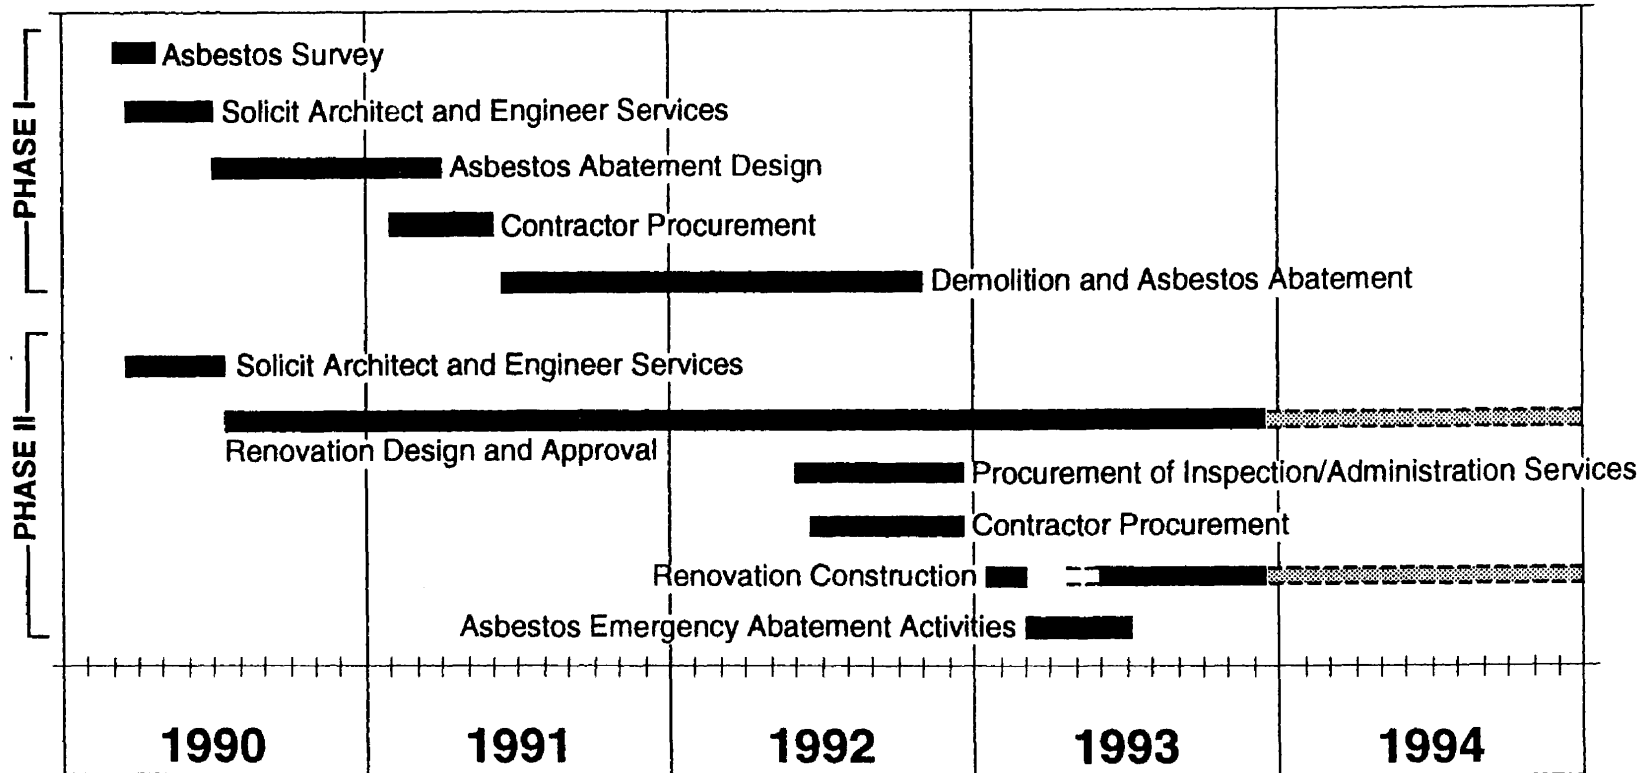 PHASE I
Asbestos Survey
Solicit Architect and Engineer Services
Asbestos Abatement Design
Contractor Procurement
Demolition and Asbestos Abatement
PHASE II
Solicit Architect and Engineer Services
Renovation Design and Approval
Procurement of Inspection/Administration Services
Contractor Procurement
Renovation Construction
Asbestos Emergency Abatement Activities
1990 1991 1992 1993 1994